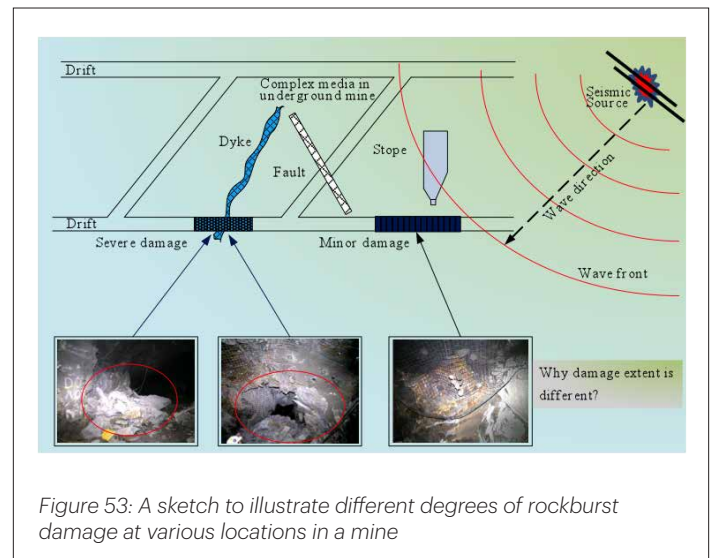 Drift
Complex media in
underground mine
Seismic
Source
Dyke
Stope
Fault
Wave direction
Drift
Severe damage
Minor damage
Wave front
Why damage extent is
different?
Figure 53: A sketch to illustrate different degrees of rockburst
damage at various locations in a mine